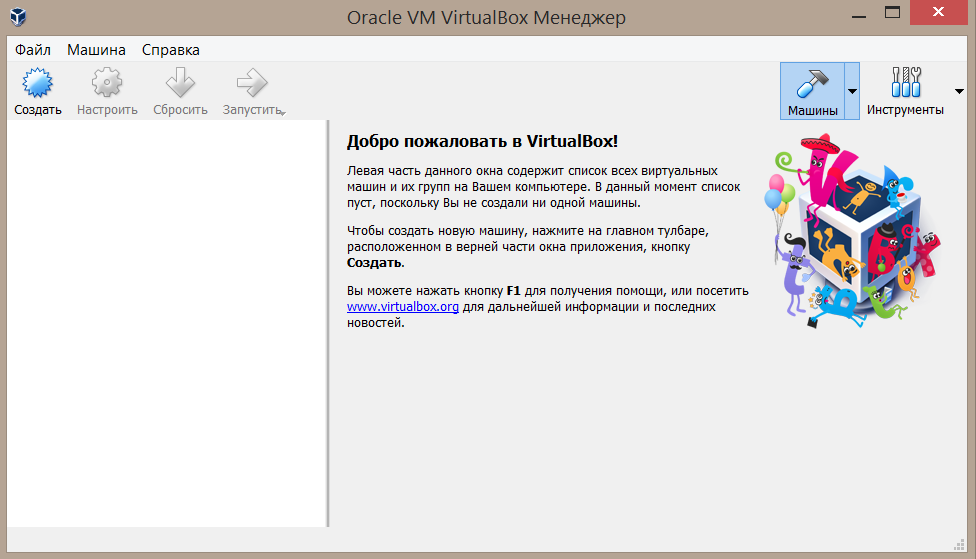 Oracle VM VirtualBox Менеджер
Файл Машина Справка
Создать Настроить Сбросить Запустить Машины Инструменты
Добро пожаловать в VirtualBox!
Левая часть данного окна содержит список всех виртуальных
машин и их групп на Вашем компьютере. В данный момент список
пуст, поскольку Вы не создали ни одной машины.
Чтобы создать новую машину, нажмите на главном тулбаре,
расположенном в верней части окна приложения, кнопку
Создать.
Вы можете нажать кнопку F1 для получения помощи, или посетить
www.virtualbox.org для дальнейшей информации и последних
новостей.